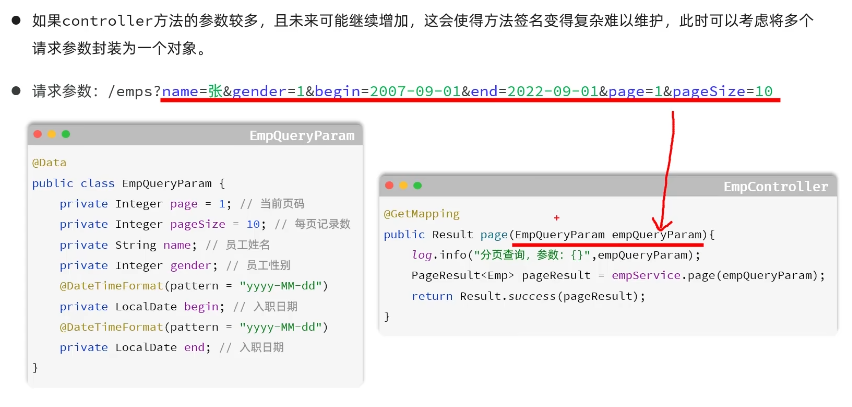 如果controller方法的参数较多，且未来可能继续增加，这会使得方法签名变得复杂难以维护，此时可以考虑将多个
请求参数封装为一个对象。
请求参数：/emps?name=张&gender=1&begin=2007-09-01&end=2022-09-01&page=1&pageSize=10
EmpQueryParam
@Data
public class EmpQueryParam {
private Integer page = 1; // 当前页码
private Integer pageSize = 10; // 每页记录数
private String name; // 员工姓名
private Integer gender; // 员工性别
@DateTimeFormat(pattern = "yyyy-MM-dd")
private LocalDate begin; // 入职日期
@DateTimeFormat(pattern = "yyyy-MM-dd")
private LocalDate end; // 入职日期
}
EmpController
@GetMapping
public Result page(EmpQueryParam empQueryParam){
log.info("分页查询，参数：{}",empQueryParam);
PageResult<Emp> pageResult = empService.page(empQueryParam);
return Result.success(pageResult);
}